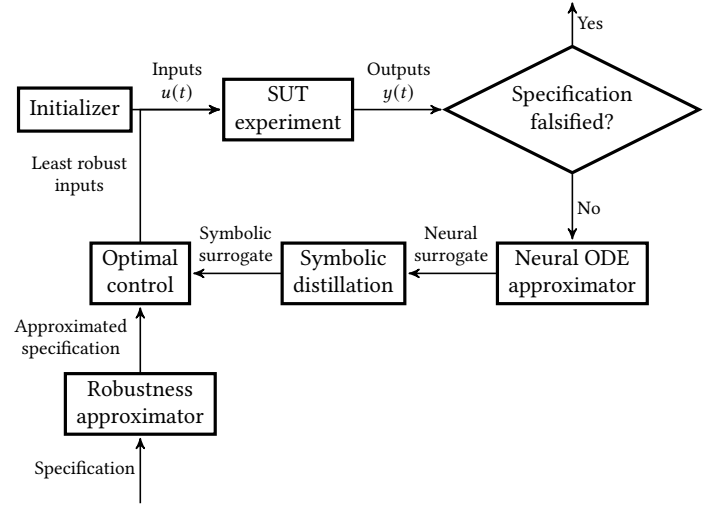 Yes
Inputs
u(t)
Outputs
y(t)
Initializer
SUT
experiment
Specification
falsified?
Least robust
inputs
No
Optimal
control
Symbolic
surrogate
Symbolic
distillation
Neural
surrogate
Neural ODE
approximator
Approximated
specification
Robustness
approximator
Specification